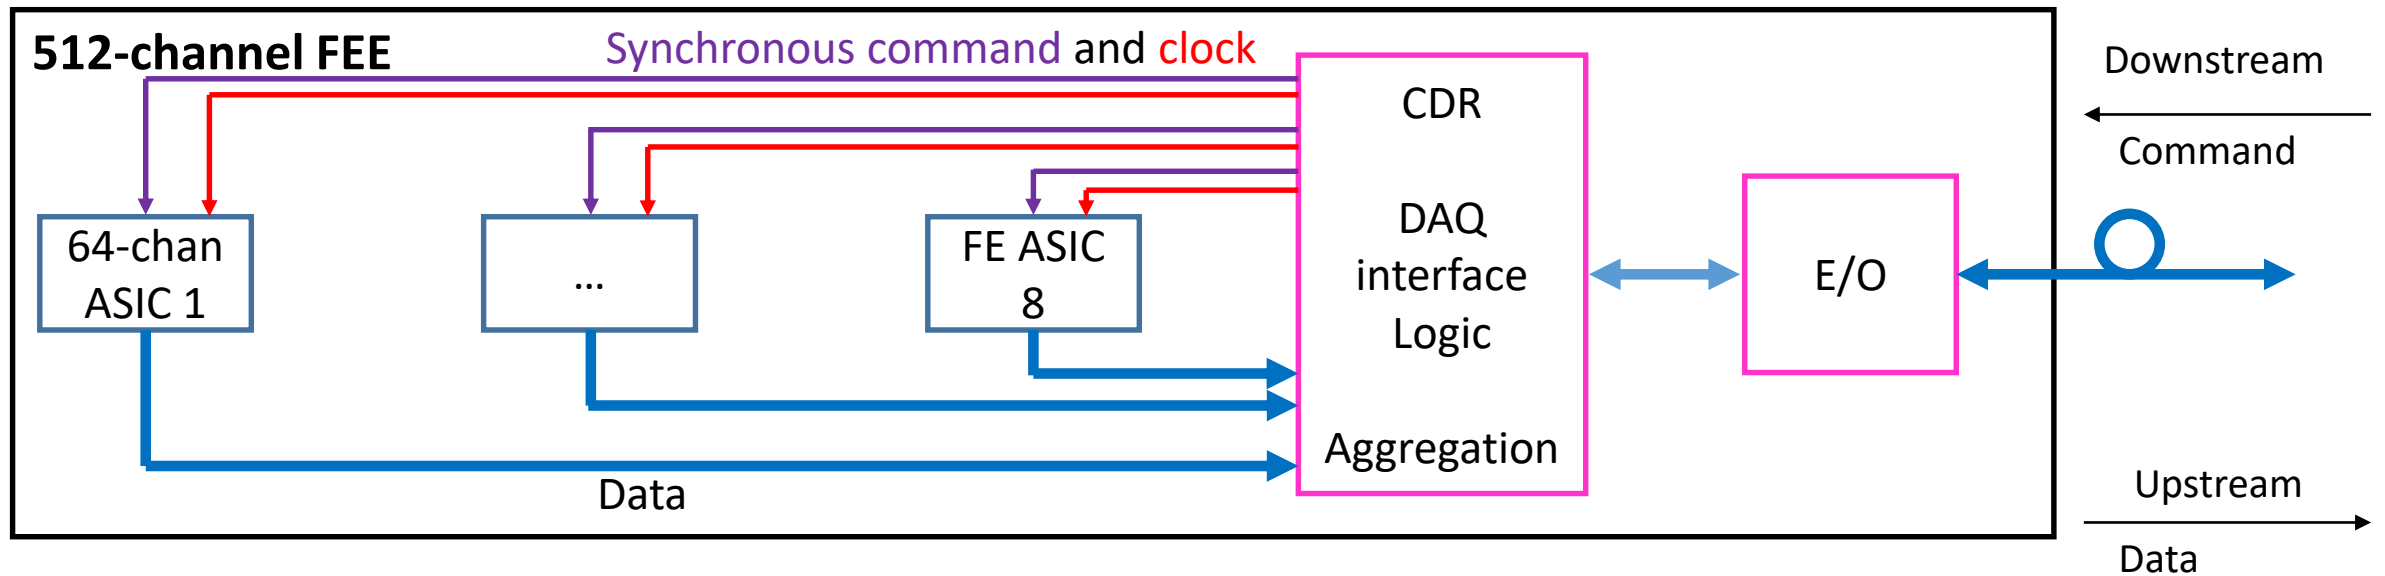 512-channel FEE
Synchronous command and clock
Downstream
Command
CDR
DAQ
interface
Logic
Aggregation
64-chan
ASIC 1
...
FE ASIC
8
E/O
Data
Upstream
Data